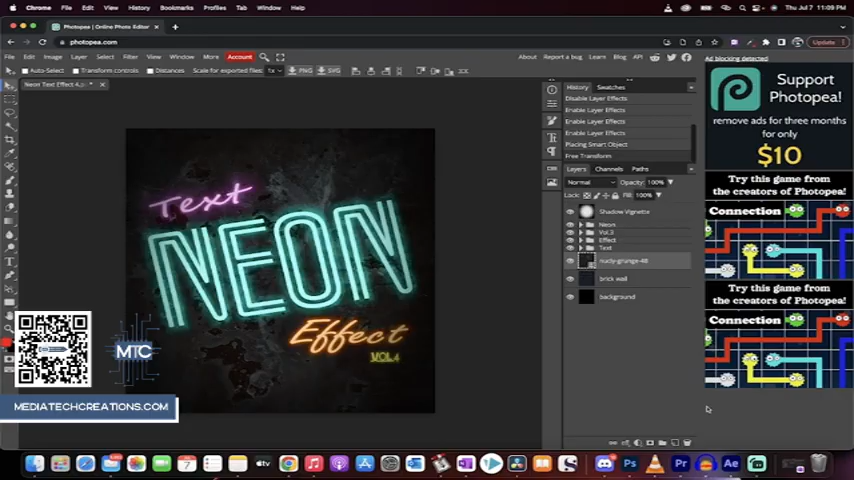 Chrome File Edit View History Bookmarks Profiles Tab Window Help
Thu Jul 7 11:09 PM
Photopea | Online Photo Editor
photopea.com
Update
File Edit Image Layer Select Filter View Window More Account
About Report a bug Learn Blog API
Auto-Select Transform controls Distances Scale for exported files: 1x PNG SVG
Neon Text Effect 4
History Swatches
Disable Layer Effects
Enable Layer Effects
Enable Layer Effects
Enable Layer Effects
Placing Smart Object
Free Transform
Layers Channels Paths
Normal Opacity: 100%
Lock: Fill: 100%
Shadow Vignette
Neon
Vol.3
Effect
Text
rusty-grunge-48
brick wall
background
Text
NEON
Effect
VOL.4
MTC
MEDIATECHCREATIONS.COM
Ad blocking detected
Support
Photopea!
remove ads for three months
for only
$10
Try this game from
the creators of Photopea!
Connection
Try this game from
the creators of Photopea!
Connection